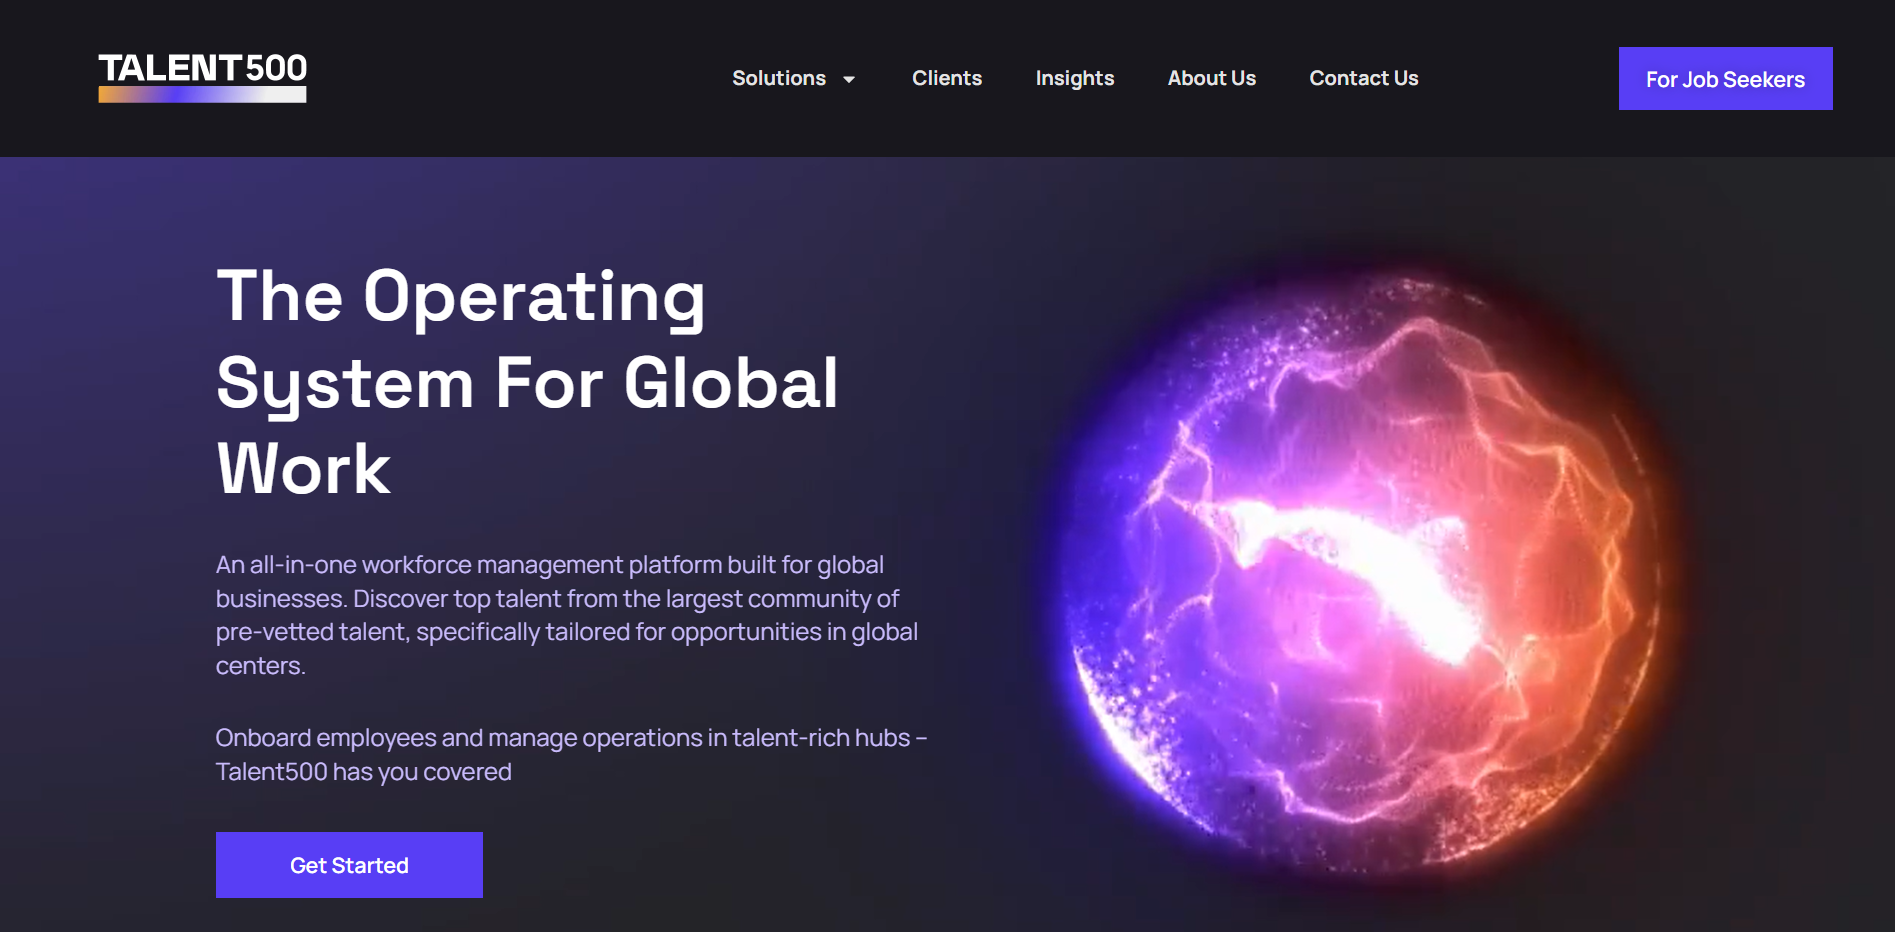 TALENT500
Solutions
Clients
Insights
About Us
Contact Us
For Job Seekers
The Operating
System For Global
Work
An all-in-one workforce management platform built for global
businesses. Discover top talent from the largest community of
pre-vetted talent, specifically tailored for opportunities in global
centers.
Onboard employees and manage operations in talent-rich hubs –
Talent500 has you covered
Get Started